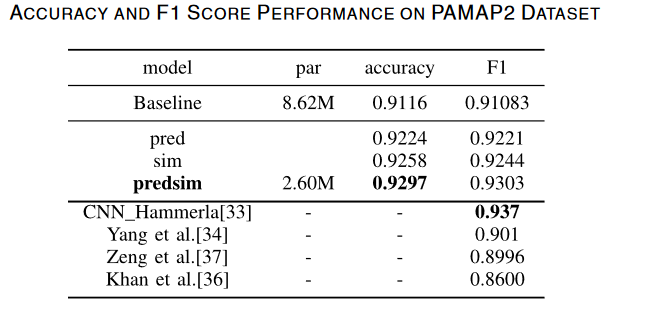 ACCURACY AND F1 SCORE PERFORMANCE ON PAMAP2 DATASET
model par accuracy F1
Baseline 8.62M 0.9116 0.91083
pred 0.9224 0.9221
sim 0.9258 0.9244
predsim 2.60M 0.9297 0.9303
CNN_Hammerla[33] - - 0.937
Yang et al.[34] - - 0.901
Zeng et al.[37] - - 0.8996
Khan et al.[36] - - 0.8600